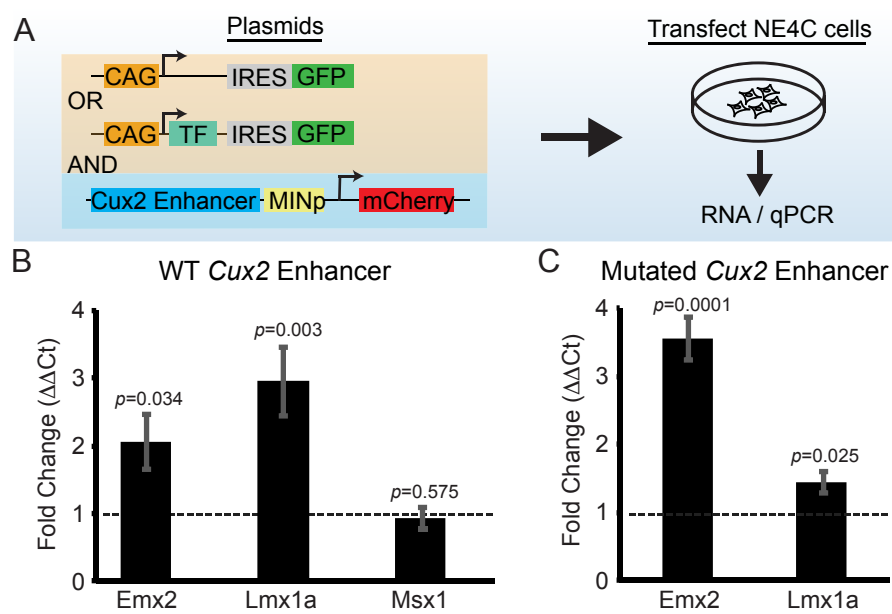 A
Plasmids
Transfect NE4C cells
CAG IRES GFP
OR
CAG TF IRES GFP
AND
Cux2 Enhancer MINp mCherry
RNA / qPCR
B
WT Cux2 Enhancer
Fold Change (ΔΔCt)
4
3
2
1
0
p=0.034
p=0.003
p=0.575
Emx2 Lmx1a Msx1
C
Mutated Cux2 Enhancer
Fold Change (ΔΔCt)
4
3
2
1
0
p=0.0001
p=0.025
Emx2 Lmx1a